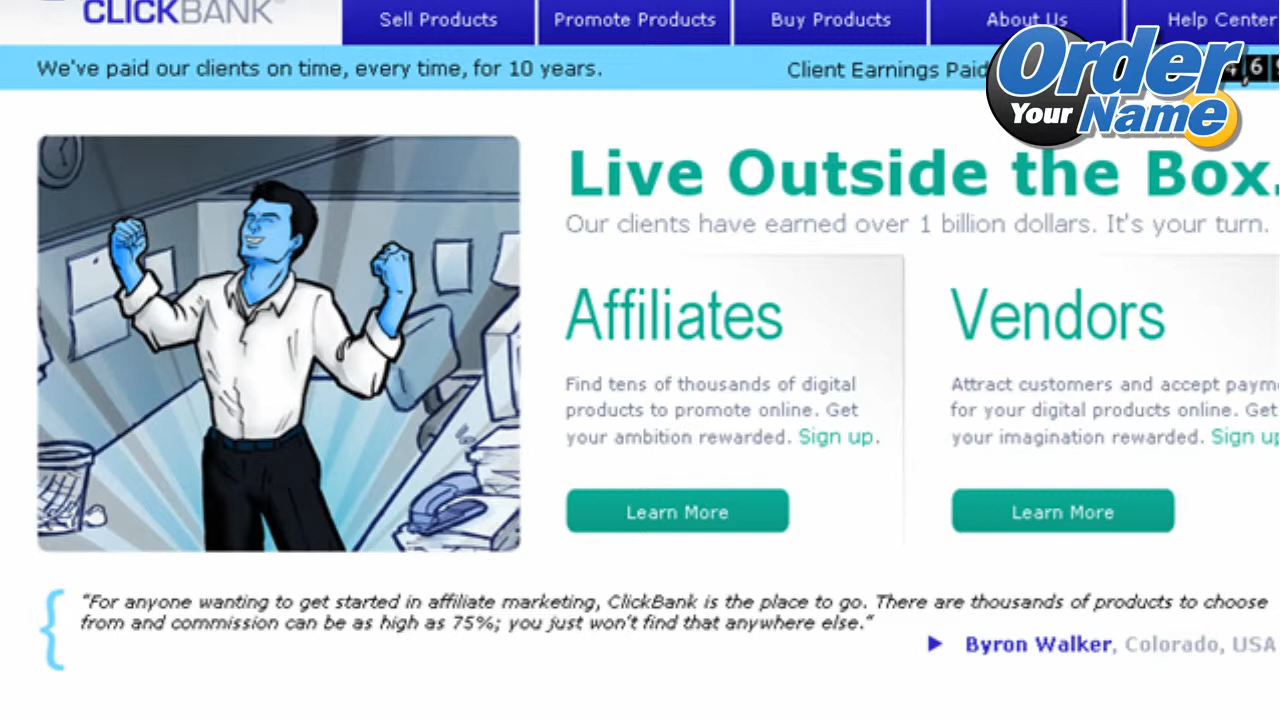 CLICKBANK
Sell Products
Promote Products
Buy Products
About Us
Help Center
We've paid our clients on time, every time, for 10 years.
Client Earnings Paid
Order
Your Name
Live Outside the Box.
Our clients have earned over 1 billion dollars. It's your turn.
Affiliates
Find tens of thousands of digital
products to promote online. Get
your ambition rewarded. Sign up.
Learn More
Vendors
Attract customers and accept payme
for your digital products online. Get
your imagination rewarded. Sign up
Learn More
"For anyone wanting to get started in affiliate marketing, ClickBank is the place to go. There are thousands of products to choose
from and commission can be as high as 75%; you just won't find that anywhere else."
Byron Walker, Colorado, USA